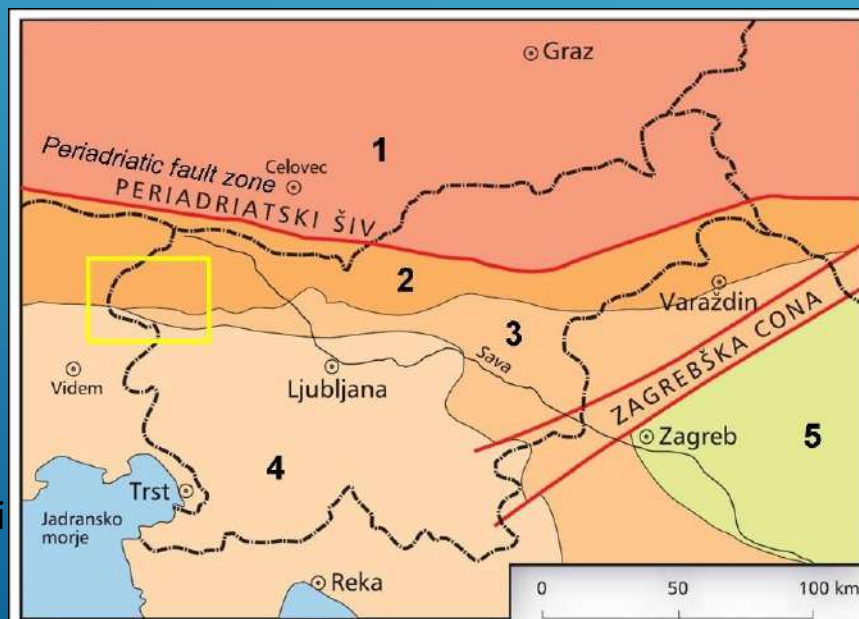 Graz
1
Periadriatic fault zone
Celovec
PERIADRIATSKI ŠIV
2
Varaždin
3
Sava
ZAGREBŠKA CONA
Videm
Ljubljana
Zagreb
5
4
Trst
i
Jadransko
morje
Reka
0 50 100 km